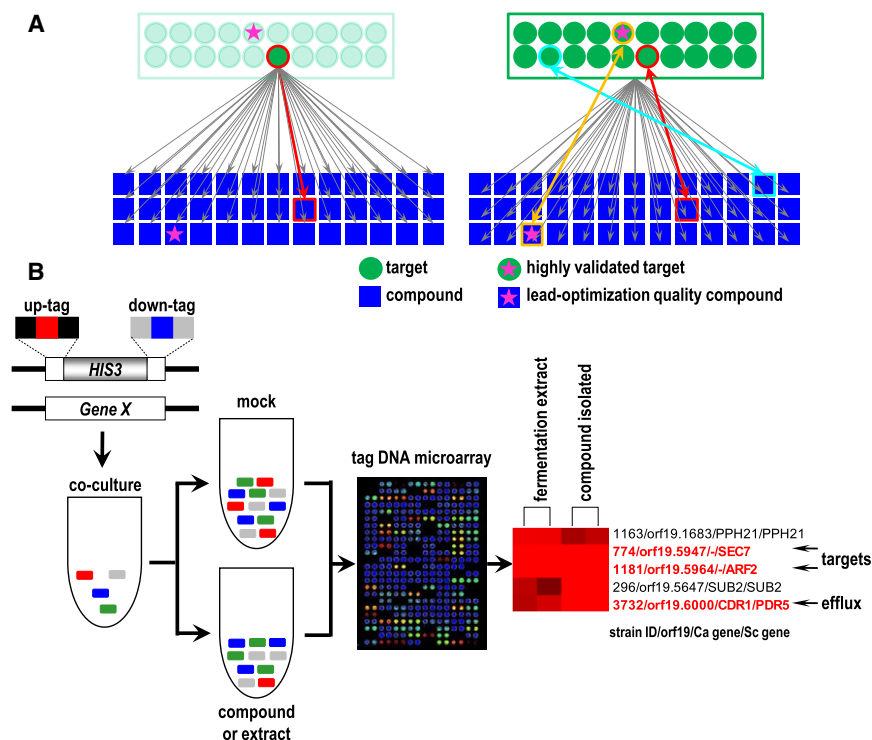 A
target
highly validated target
compound
lead-optimization quality compound
B
up-tag
down-tag
HIS3
Gene X
co-culture
mock
compound
or extract
tag DNA microarray
fermentation extract
compound isolated
1163/orf19.1683/PPH21/PPH21
774/orf19.5947/-/SEC7
1181/orf19.5964/-/ARF2
296/orf19.5647/SUB2/SUB2
3732/orf19.6000/CDR1/PDR5
targets
efflux
strain ID/orf19/Ca gene/Sc gene